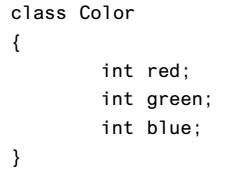 class Color
{
        int red;
        int green;
        int blue;
}